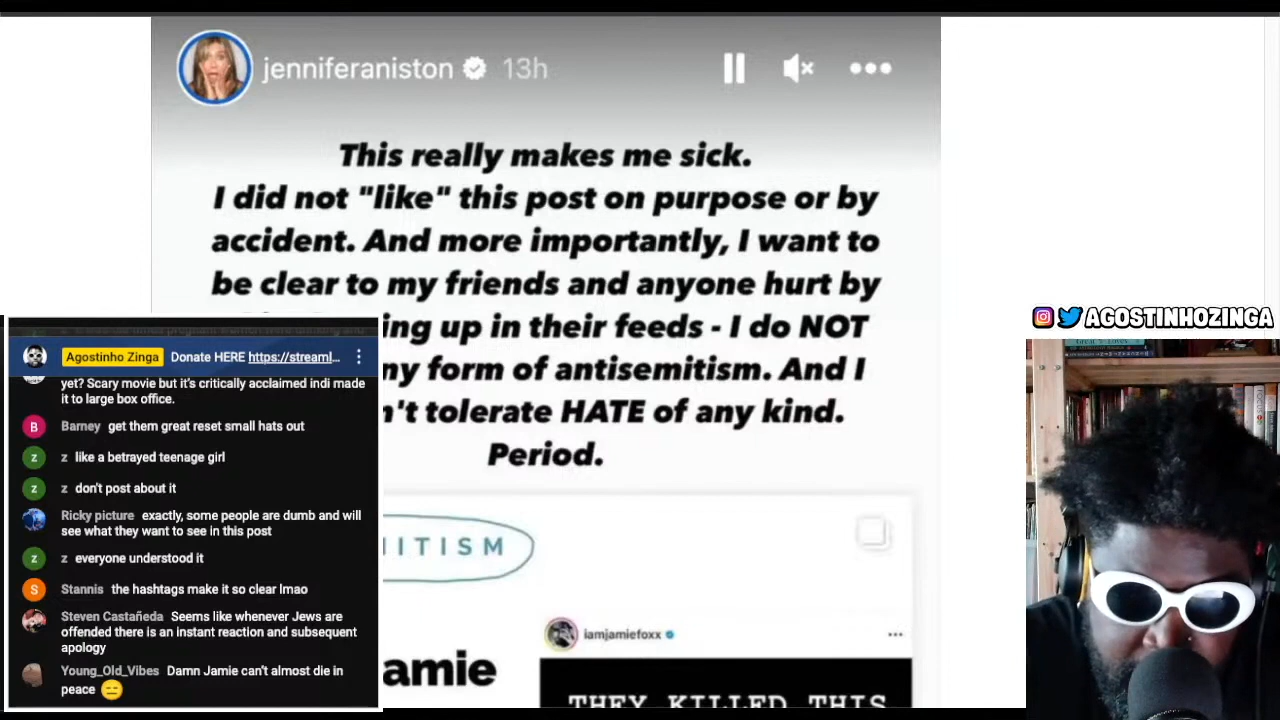 jenniferaniston 13h
This really makes me sick.
I did not "like" this post on purpose or by
accident. And more importantly, I want to
be clear to my friends and anyone hurt by
ing up in their feeds - I do NOT
ny form of antisemitism. And I
n't tolerate HATE of any kind.
Period.
ITISM
iamjamiefoxx
amie
THEY KILLED THIS
Agostinho Zinga Donate HERE https://streaml...
yet? Scary movie but it's critically acclaimed indi made
it to large box office.
B Barney get them great reset small hats out
z z like a betrayed teenage girl
z z don't post about it
Ricky picture exactly, some people are dumb and will
see what they want to see in this post
z z everyone understood it
S Stannis the hashtags make it so clear lmao
Steven Castañeda Seems like whenever Jews are
offended there is an instant reaction and subsequent
apology
Young_Old_Vibes Damn Jamie can't almost die in
peace
AGOSTINHOZINGA